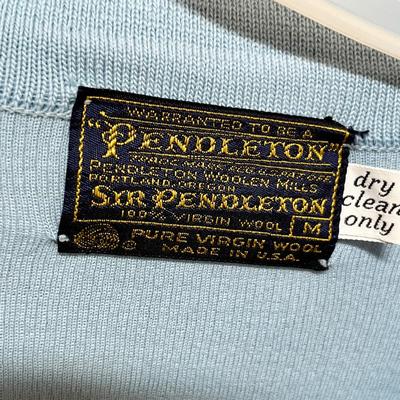 WARRANTED TO BE A
"PENDLETON"
PENDLETON WOOLEN MILLS
PORTLAND, OREGON
SIR PENDLETON
100% VIRGIN WOOL M
PURE VIRGIN WOOL
MADE IN U.S.A.
dry
clean
only